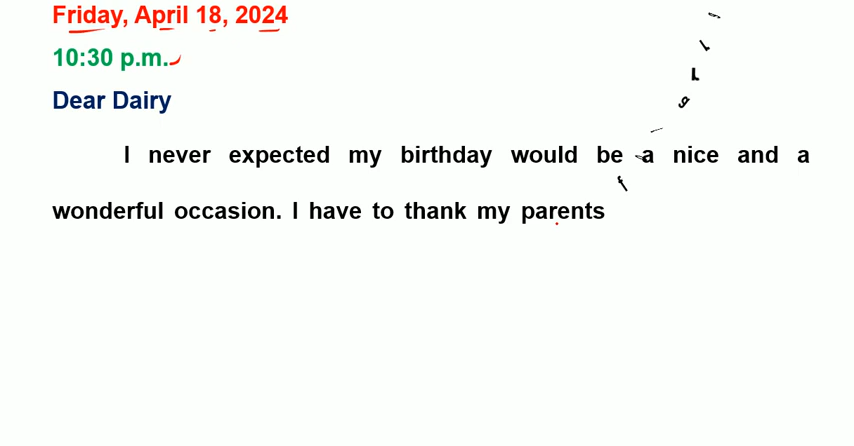 Friday, April 18, 2024
10:30 p.m.
Dear Dairy
I never expected my birthday would be a nice and a
wonderful occasion. I have to thank my parents